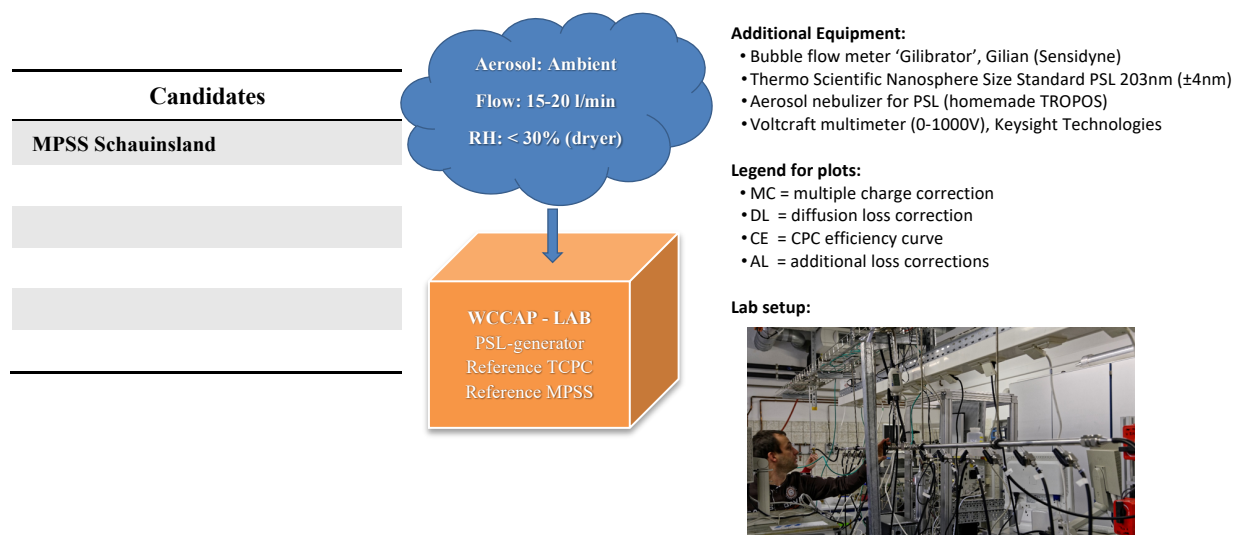 Candidates
MPSS Schauinsland
Aerosol: Ambient
Flow: 15-20 l/min
RH: < 30% (dryer)
WCCAP - LAB
PSL-generator
Reference TCPC
Reference MPSS
Additional Equipment:
• Bubble flow meter ‘Gilibrator’, Gilian (Sensidyne)
• Thermo Scientific Nanosphere Size Standard PSL 203nm (±4nm)
• Aerosol nebulizer for PSL (homemade TROPOS)
• Voltcraft multimeter (0-1000V), Keysight Technologies
Legend for plots:
• MC = multiple charge correction
• DL = diffusion loss correction
• CE = CPC efficiency curve
• AL = additional loss corrections
Lab setup: